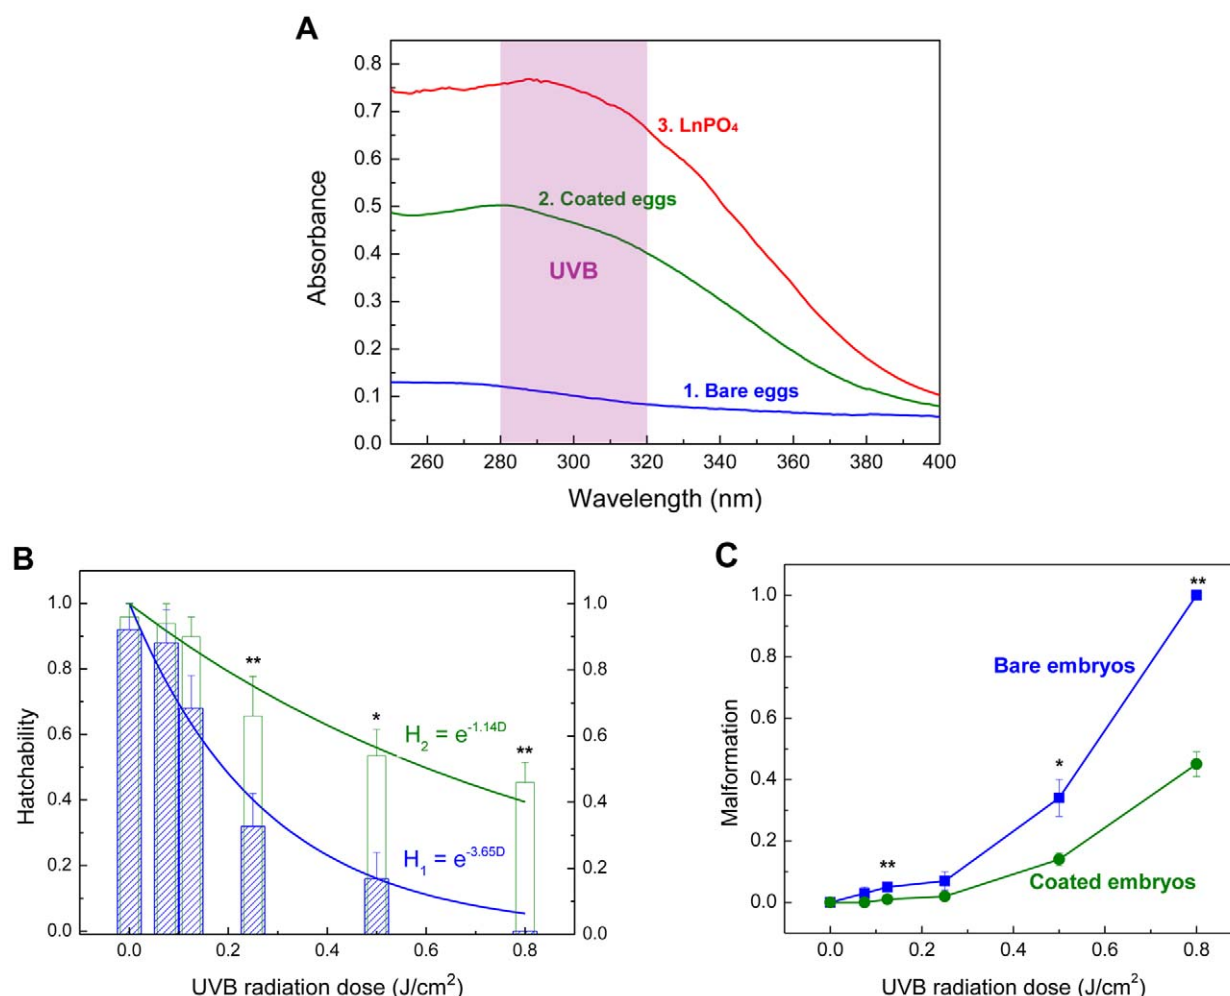 A
0.8
0.7
0.6
0.5
0.4
0.3
0.2
0.1
0.0
Absorbance
3. LnPO₄
2. Coated eggs
UVB
1. Bare eggs
260 280 300 320 340 360 380 400
Wavelength (nm)
B
1.0
0.8
0.6
0.4
0.2
0.0
Hatchability
** * **
H₂ = e^-1.14D
H₁ = e^-3.65D
1.0
0.8
0.6
0.4
0.2
0.0
0.0 0.2 0.4 0.6 0.8
UVB radiation dose (J/cm²)
C
1.0
0.8
0.6
0.4
0.2
0.0
Malformation
** * **
Bare embryos
Coated embryos
0.0 0.2 0.4 0.6 0.8
UVB radiation dose (J/cm²)